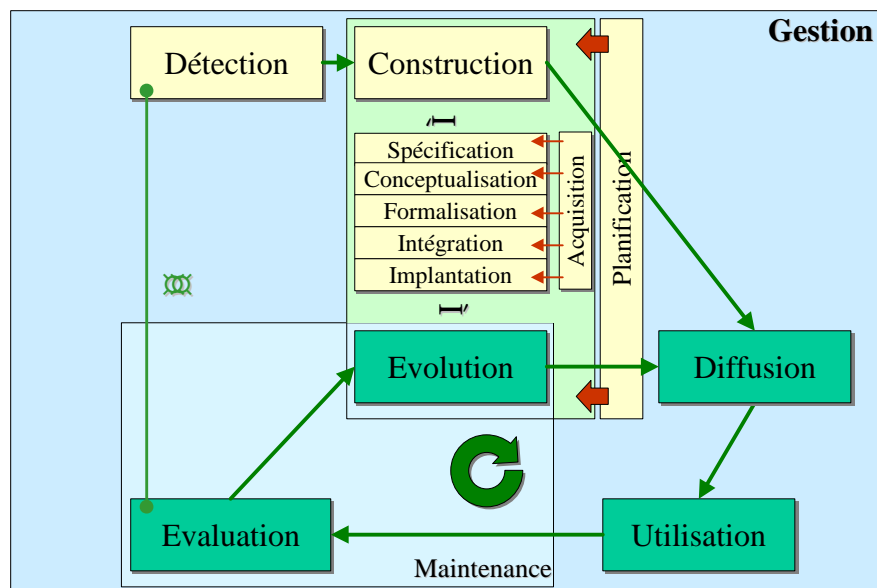 Gestion
Détection
Construction
Spécification
Conceptualisation
Formalisation
Intégration
Implantation
Acquisition
Planification
Evolution
Diffusion
Evaluation
Utilisation
Maintenance